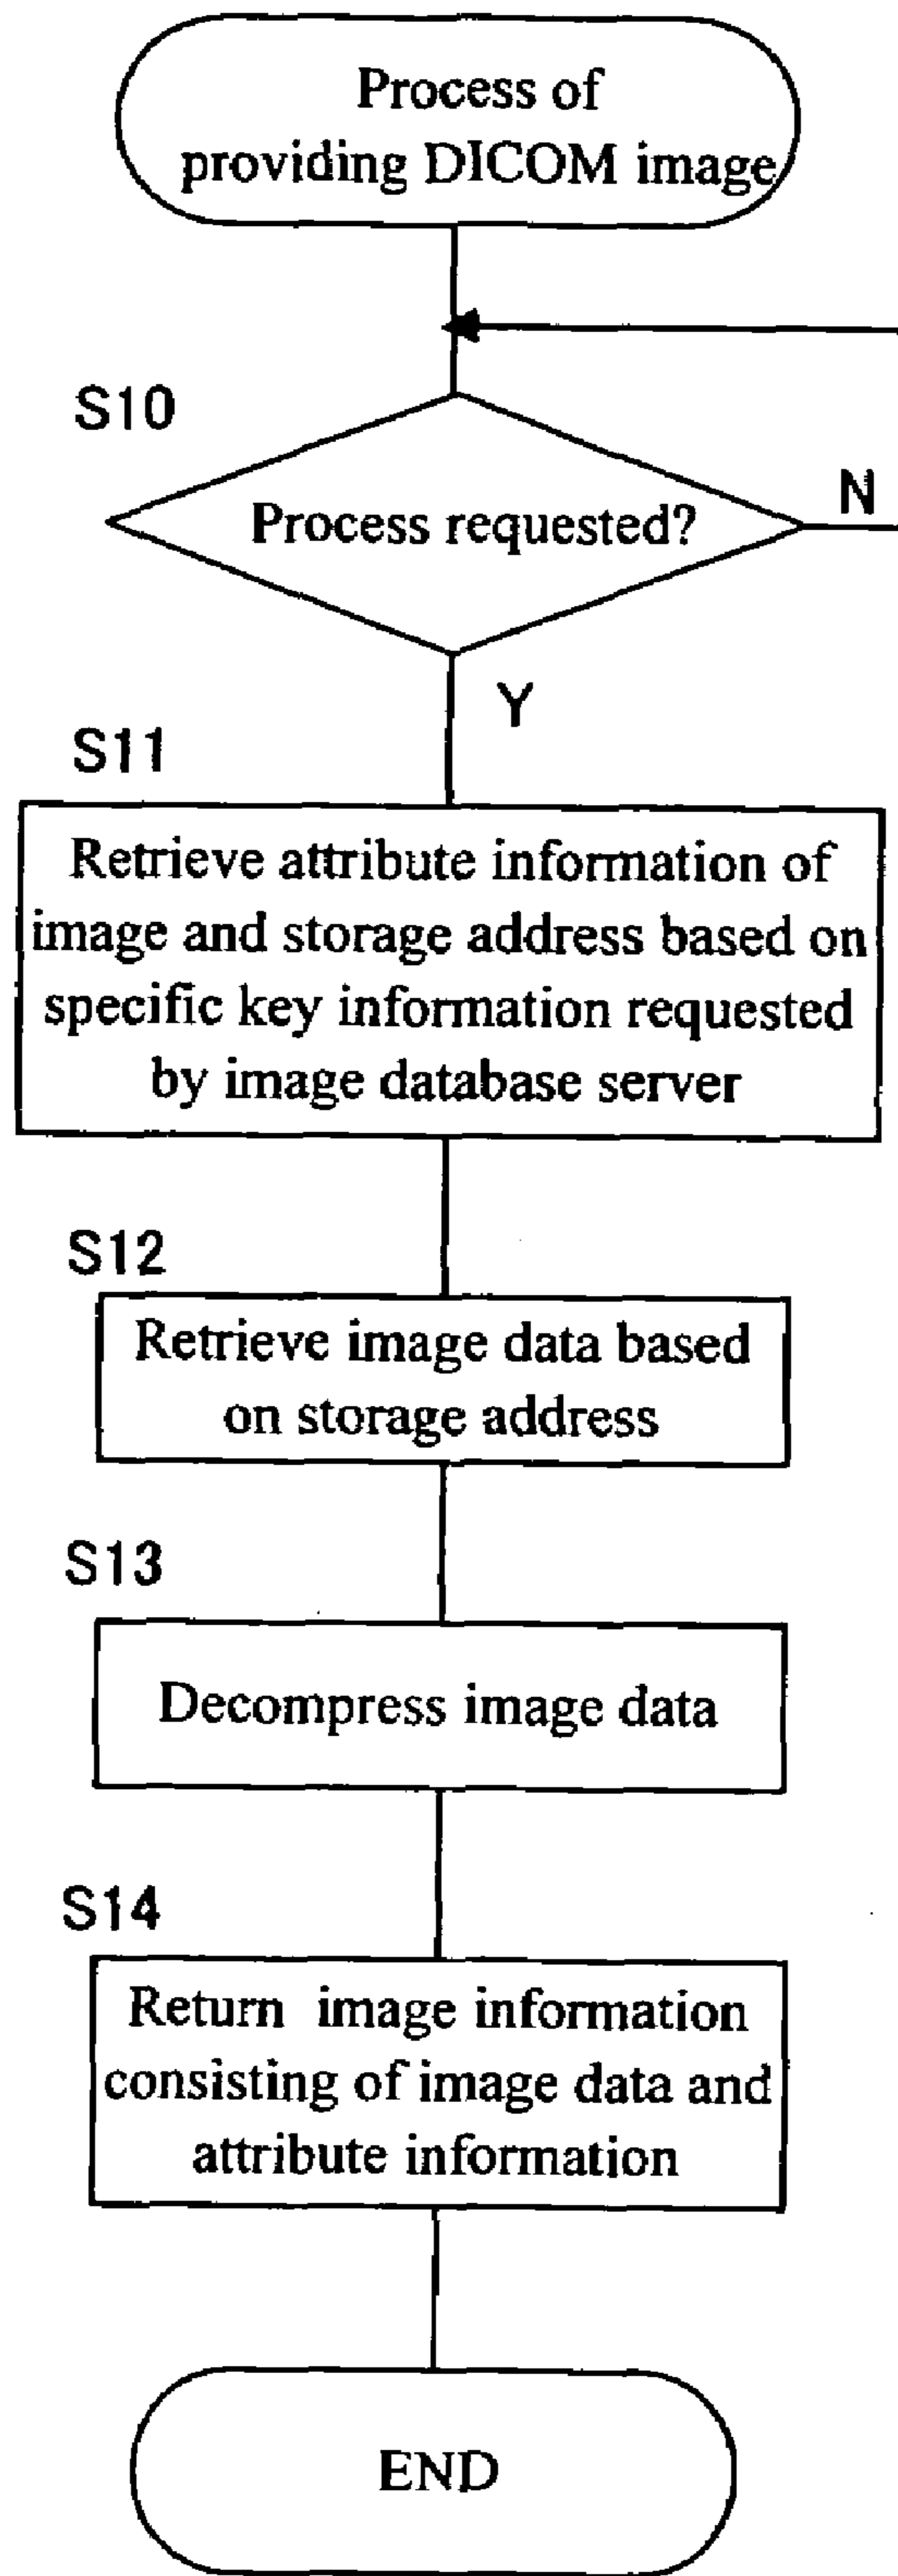 Process of
providing DICOM image
S10
Process requested?
N
Y
S11
Retrieve attribute information of
image and storage address based on
specific key information requested
by image database server
S12
Retrieve image data based
on storage address
S13
Decompress image data
S14
Return image information
consisting of image data and
attribute information
END